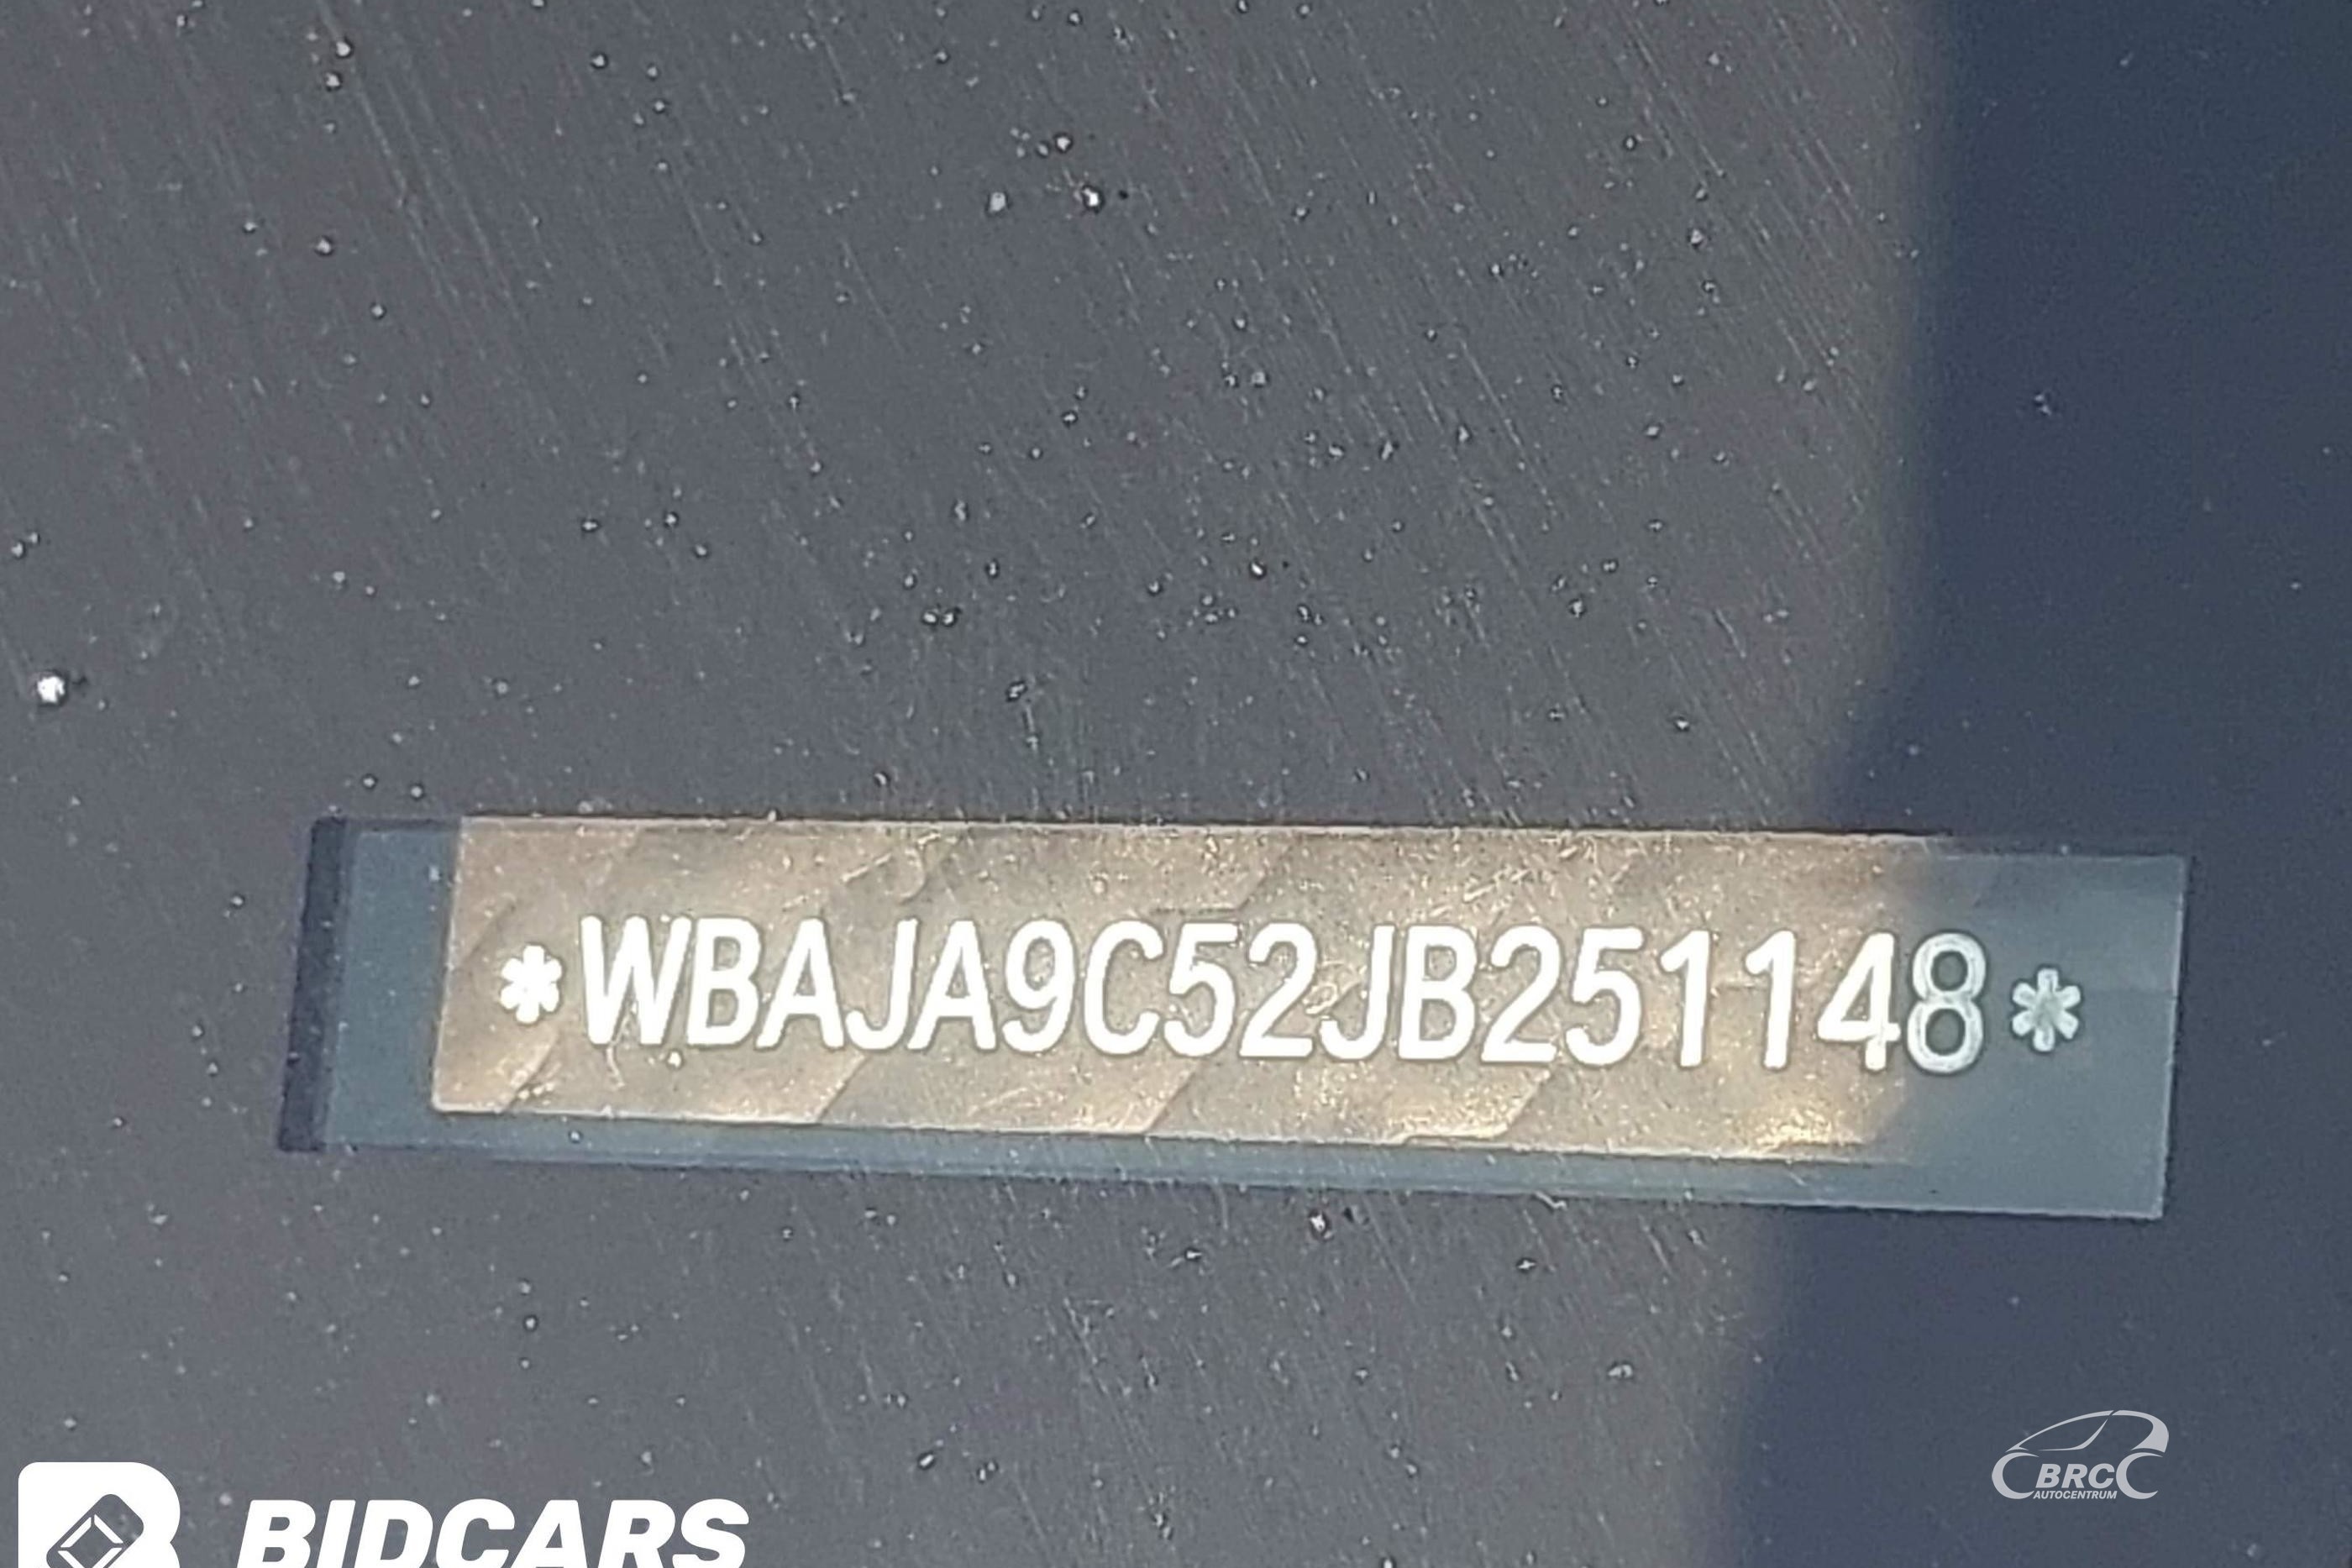 *WBAJA9C52JB251148*
BRC
AUTOCENTRUM
BIDCARS